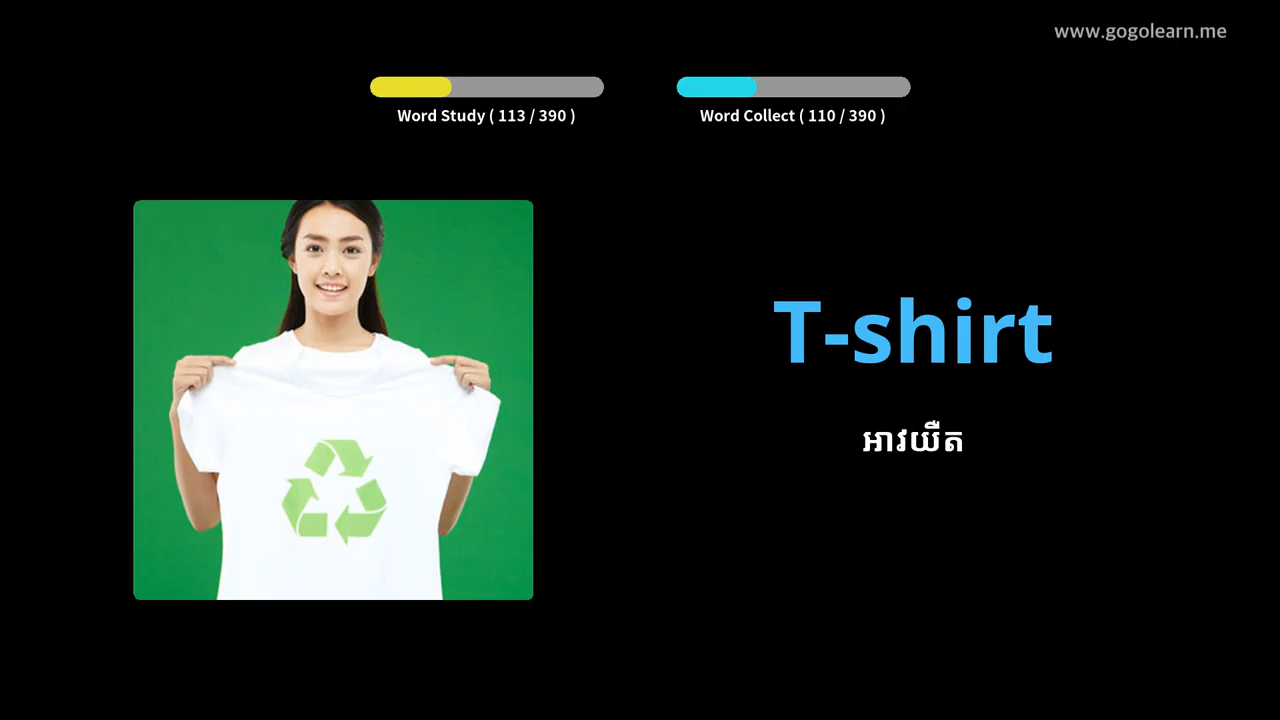 www.gogolearn.me
Word Study ( 113 / 390 )
Word Collect ( 110 / 390 )
T-shirt
អាវយឺត